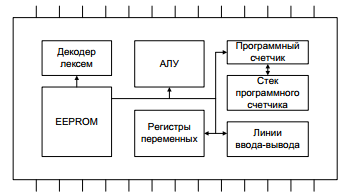 Декодер
лексем
АЛУ
Программный
счетчик
Стек
программного
счетчика
EEPROM
Регистры
переменных
Линии
ввода-вывода